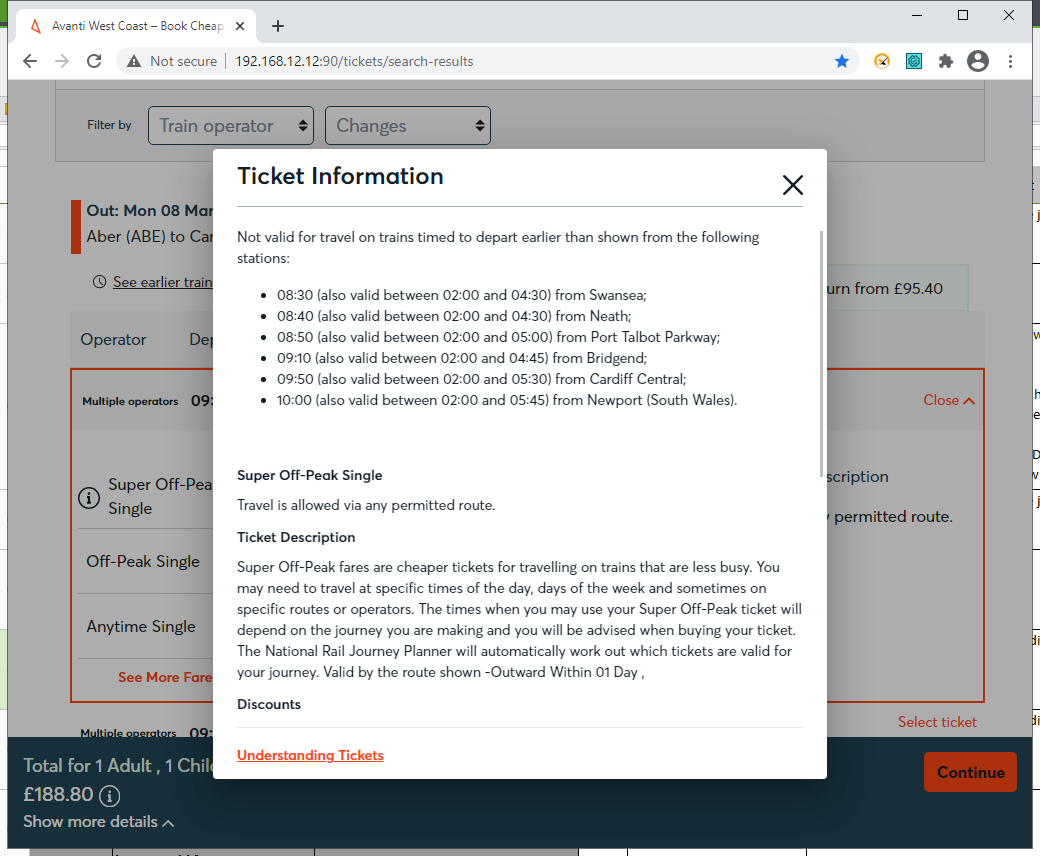 Avanti West Coast – Book Cheap
Not secure
192.168.12.12:90/tickets/search-results
Filter by
Train operator
Changes
Ticket Information
Out: Mon 08 Mar
Aber (ABE) to Car
See earlier train
urn from £95.40
Operator
Dep
Multiple operators 09:
Close
Super Off-Pea
Single
scription
permitted route.
Off-Peak Single
Anytime Single
See More Fare
Multiple operators 09:
Select ticket
Not valid for travel on trains timed to depart earlier than shown from the following
stations:
• 08:30 (also valid between 02:00 and 04:30) from Swansea;
• 08:40 (also valid between 02:00 and 04:30) from Neath;
• 08:50 (also valid between 02:00 and 05:00) from Port Talbot Parkway;
• 09:10 (also valid between 02:00 and 04:45) from Bridgend;
• 09:50 (also valid between 02:00 and 05:30) from Cardiff Central;
• 10:00 (also valid between 02:00 and 05:45) from Newport (South Wales).
Super Off-Peak Single
Travel is allowed via any permitted route.
Ticket Description
Super Off-Peak fares are cheaper tickets for travelling on trains that are less busy. You
may need to travel at specific times of the day, days of the week and sometimes on
specific routes or operators. The times when you may use your Super Off-Peak ticket will
depend on the journey you are making and you will be advised when buying your ticket.
The National Rail Journey Planner will automatically work out which tickets are valid for
your journey. Valid by the route shown -Outward Within 01 Day ,
Discounts
Understanding Tickets
Total for 1 Adult , 1 Chil
£188.80
Show more details
Continue